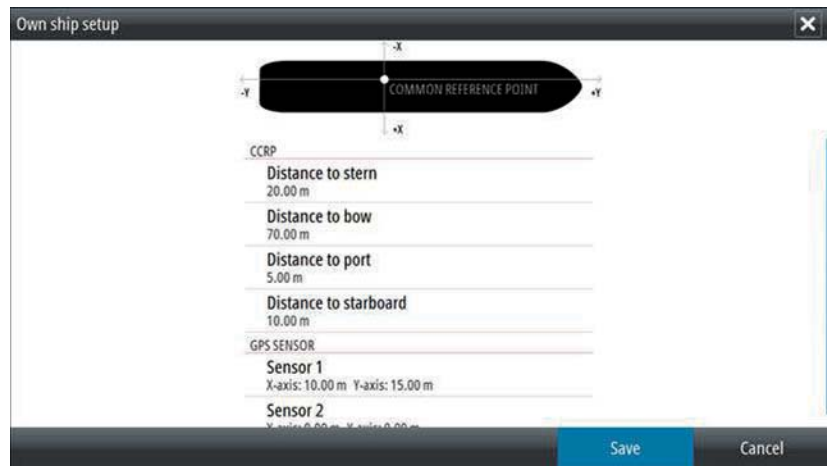 Own ship setup
-X
-Y
COMMON REFERENCE POINT
+Y
+X
CCRP
Distance to stern
20.00 m
Distance to bow
70.00 m
Distance to port
5.00 m
Distance to starboard
10.00 m
GPS SENSOR
Sensor 1
X-axis: 10.00 m Y-axis: 15.00 m
Sensor 2
Save Cancel